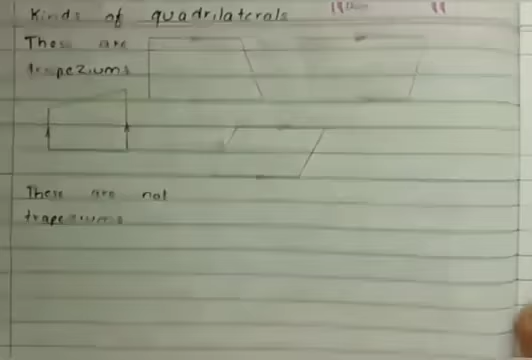 Kinds of quadrilaterals
These are
trapeziums
These are not
trapeziums